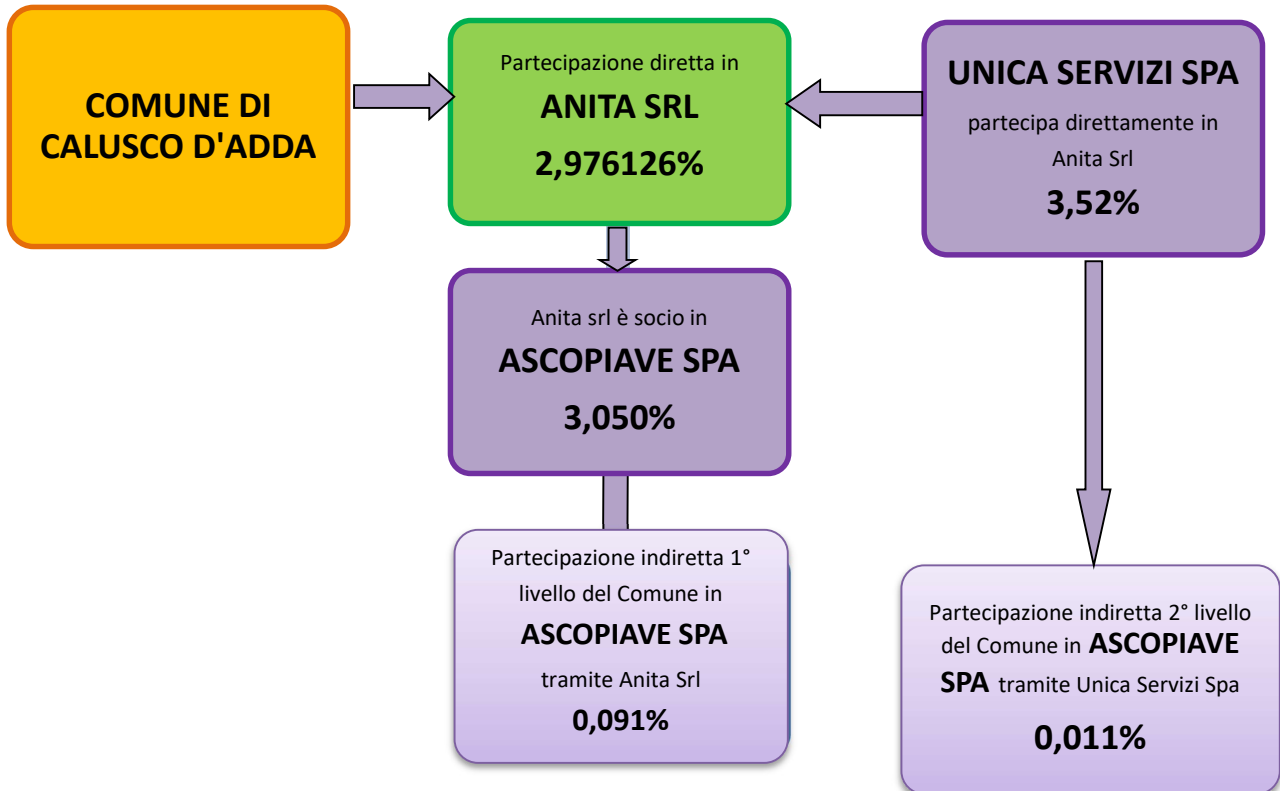 COMUNE DI
CALUSCO D'ADDA
Partecipazione diretta in
ANITA SRL
2,976126%
UNICA SERVIZI SPA
partecipa direttamente in
Anita Srl
3,52%
Anita srl è socio in
ASCOPIAVE SPA
3,050%
Partecipazione indiretta 1°
livello del Comune in
ASCOPIAVE SPA
tramite Anita Srl
0,091%
Partecipazione indiretta 2° livello
del Comune in ASCOPIAVE
SPA tramite Unica Servizi Spa
0,011%